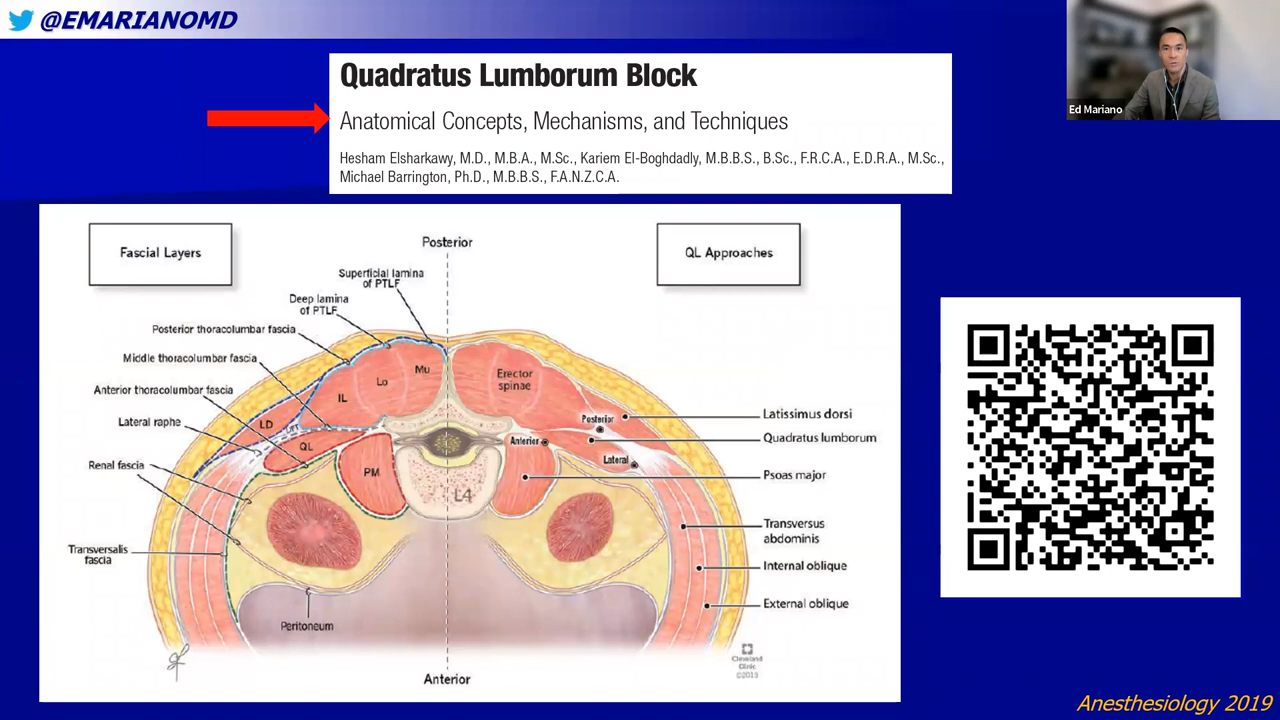 @EMARIANOMD
Ed Mariano
Quadratus Lumborum Block
Anatomical Concepts, Mechanisms, and Techniques
Hesham Elsharkawy, M.D., M.B.A., M.Sc., Kariem El-Boghdadly, M.B.B.S., B.Sc., F.R.C.A., E.D.R.A., M.Sc.,
Michael Barrington, Ph.D., M.B.B.S., F.A.N.Z.C.A.
Fascial Layers
Posterior
QL Approaches
Superficial lamina
of PTLF
Deep lamina
of PTLF
Posterior thoracolumbar fascia
Middle thoracolumbar fascia
Anterior thoracolumbar fascia
Lateral raphe
Renal fascia
Transversalis
fascia
Peritoneum
Mu
Lo
IL
LD
QL
PM
L4
Erector
spinae
Posterior
Anterior
Lateral
Latissimus dorsi
Quadratus lumborum
Psoas major
Transversus
abdominis
Internal oblique
External oblique
Cleveland
Clinic
©2019
Anterior
Anesthesiology 2019